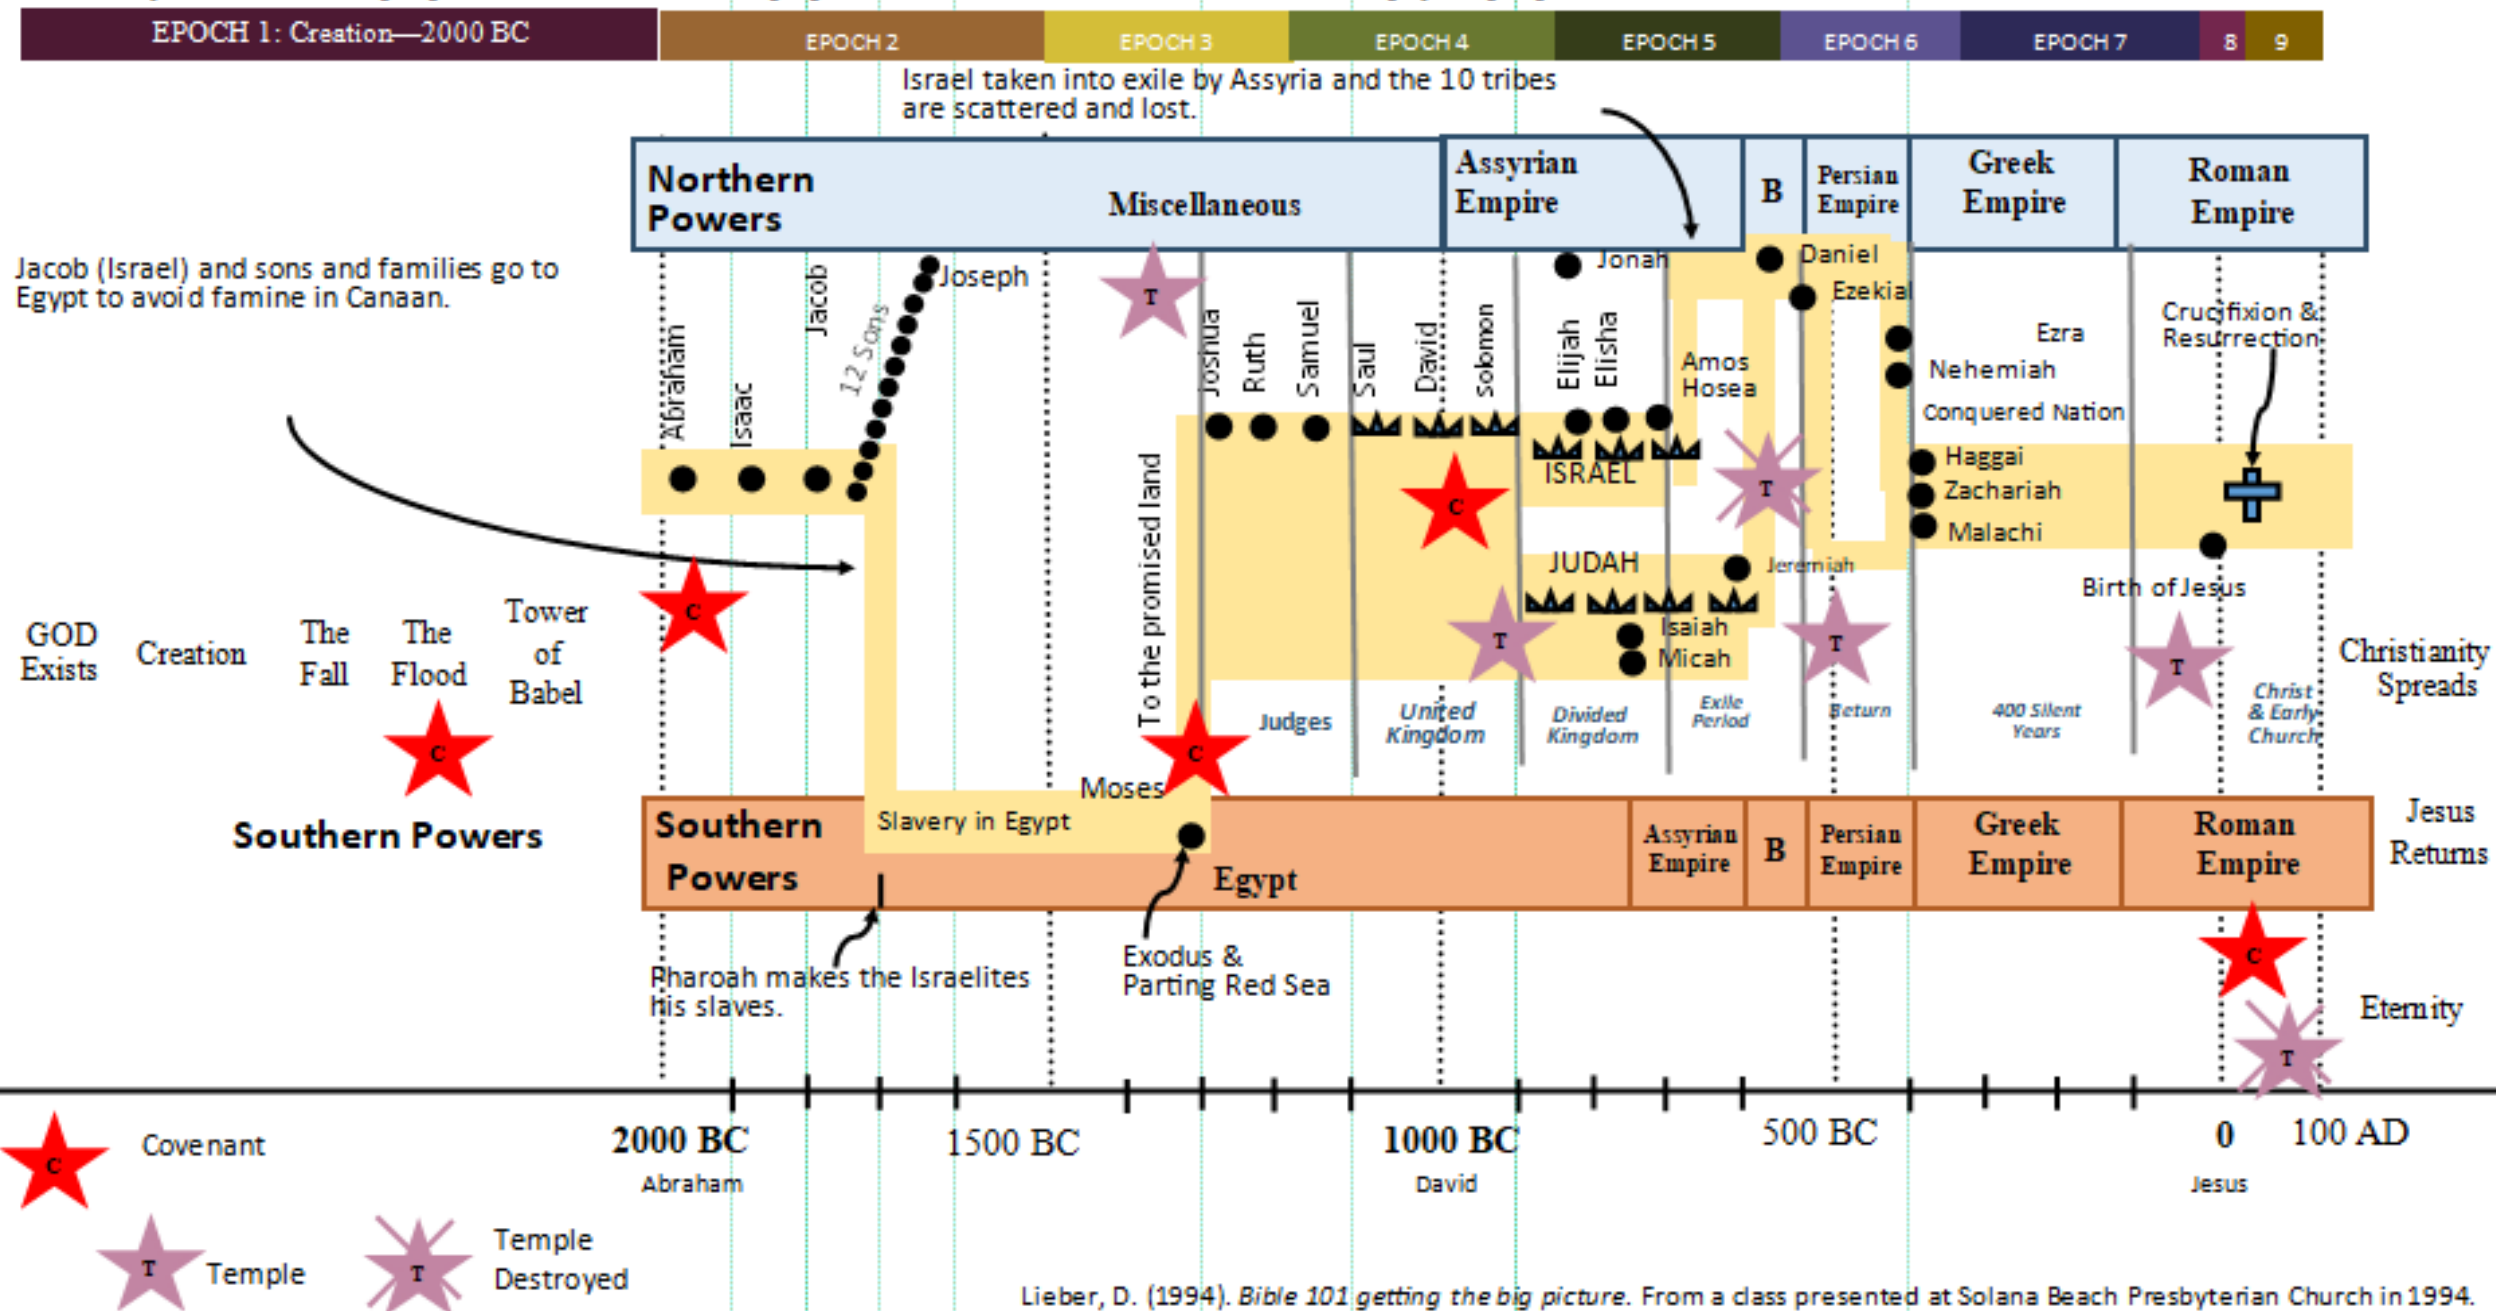 EPOCH 1: Creation—2000 BC
EPOCH 2
EPOCH 3
EPOCH 4
EPOCH 5
EPOCH 6
EPOCH 7
8
9
Israel taken into exile by Assyria and the 10 tribes
are scattered and lost.
Northern
Powers
Miscellaneous
Assyrian
Empire
B
Persian
Empire
Greek
Empire
Roman
Empire
Jacob (Israel) and sons and families go to
Egypt to avoid famine in Canaan.
Abraham
Isaac
Jacob
12 Sons
Joseph
T
Joshua
Ruth
Samuel
Saul
David
Solomon
Jonah
Elijah
Elisha
Amos
Hosea
Daniel
Ezekial
Ezra
Nehemiah
Conquered Nation
Crucifixion &
Resurrection
Haggai
Zachariah
Malachi
To the promised land
C
ISRAEL
T
JUDAH
Jeremiah
Isaiah
Micah
T
T
Birth of Jesus
T
C
GOD
Exists
Creation
The
Fall
The
Flood
Tower
of
Babel
C
C
Christianity
Spreads
Judges
United
Kingdom
Divided
Kingdom
Exile
Period
Return
400 Silent
Years
Christ
& Early
Church
Moses
Southern Powers
Southern
Powers
Slavery in Egypt
Egypt
Assyrian
Empire
B
Persian
Empire
Greek
Empire
Roman
Empire
Jesus
Returns
Pharoah makes the Israelites
his slaves.
Exodus &
Parting Red Sea
C
T
Eternity
2000 BC
Abraham
1500 BC
1000 BC
David
500 BC
0
Jesus
100 AD
C
Covenant
T
Temple
T
Temple
Destroyed
Lieber, D. (1994). Bible 101 getting the big picture. From a class presented at Solana Beach Presbyterian Church in 1994.